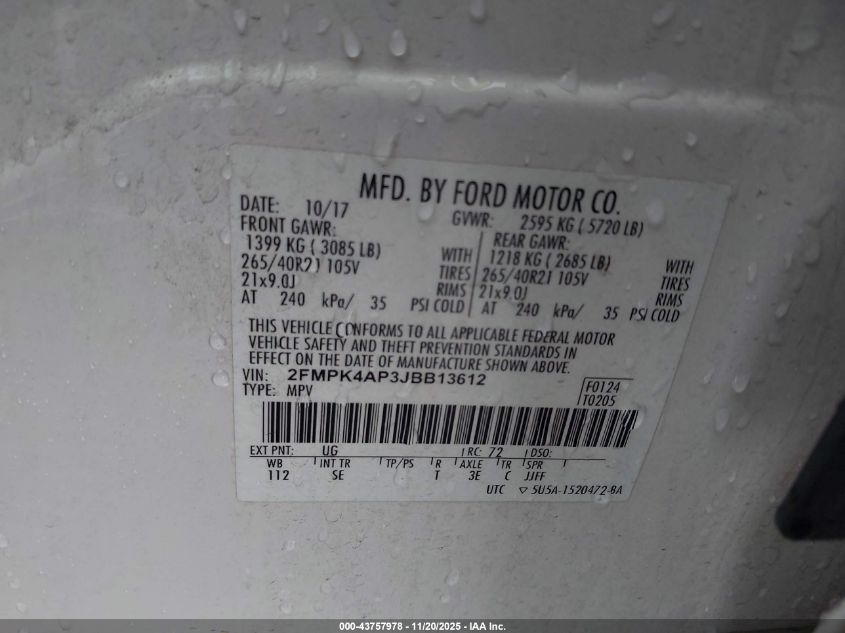 MFD. BY FORD MOTOR CO.
DATE: 10/17 GVWR: 2595 KG ( 5720 LB)
FRONT GAWR: REAR GAWR:
1399 KG ( 3085 LB) WITH 1218 KG ( 2685 LB) WITH
265/40R21 105V TIRES 265/40R21 105V TIRES
21x9.0J RIMS 21x9.0J RIMS
AT 240 kPa/ 35 PSI COLD AT 240 kPa/ 35 PSI COLD
THIS VEHICLE CONFORMS TO ALL APPLICABLE FEDERAL MOTOR
VEHICLE SAFETY AND THEFT PREVENTION STANDARDS IN
EFFECT ON THE DATE OF MANUFACTURE SHOWN ABOVE.
VIN: 2FMPK4AP3JBB13612 F0124
TYPE: MPV T0205
EXT PNT: UG RC: 72 DSO:
WB INT TR TP/PS R AXLE TR SPR
112 SE T 3E C JJFF
UTC ▽ 5U5A-1520472-BA
000-43757978 - 11/20/2025 - IAA Inc.